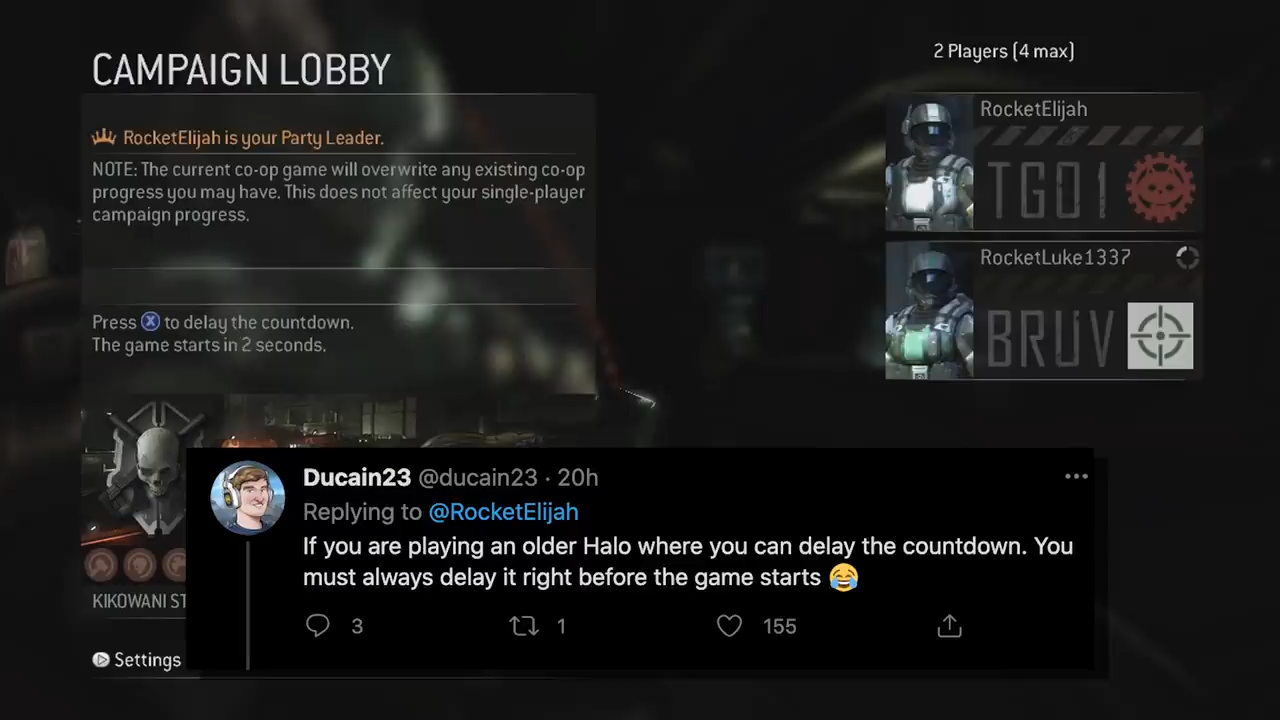 CAMPAIGN LOBBY
RocketElijah is your Party Leader.
NOTE: The current co-op game will overwrite any existing co-op
progress you may have. This does not affect your single-player
campaign progress.
Press X to delay the countdown.
The game starts in 2 seconds.
KIKOWANI ST
Settings
2 Players (4 max)
RocketElijah
TG01
RocketLuke1337
BRUV
Ducain23 @ducain23 · 20h
Replying to @RocketElijah
If you are playing an older Halo where you can delay the countdown. You
must always delay it right before the game starts 😂
3 1 155